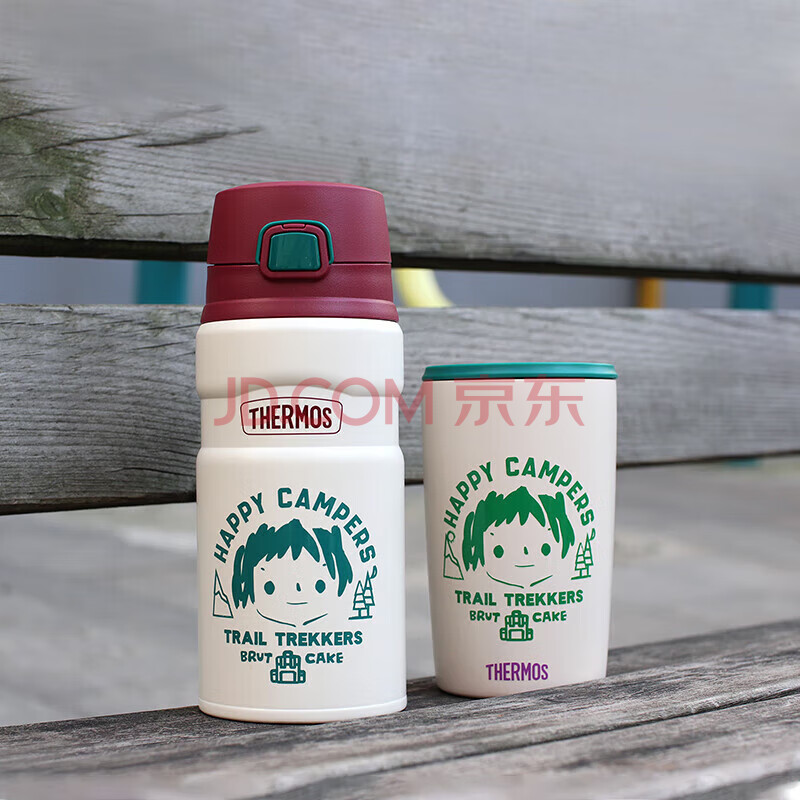 JD.COM 京东
THERMOS
HAPPY CAMPERS
TRAIL TREKKERS
BRUT CAKE
HAPPY CAMPERS
TRAIL TREKKERS
BRUT CAKE
THERMOS